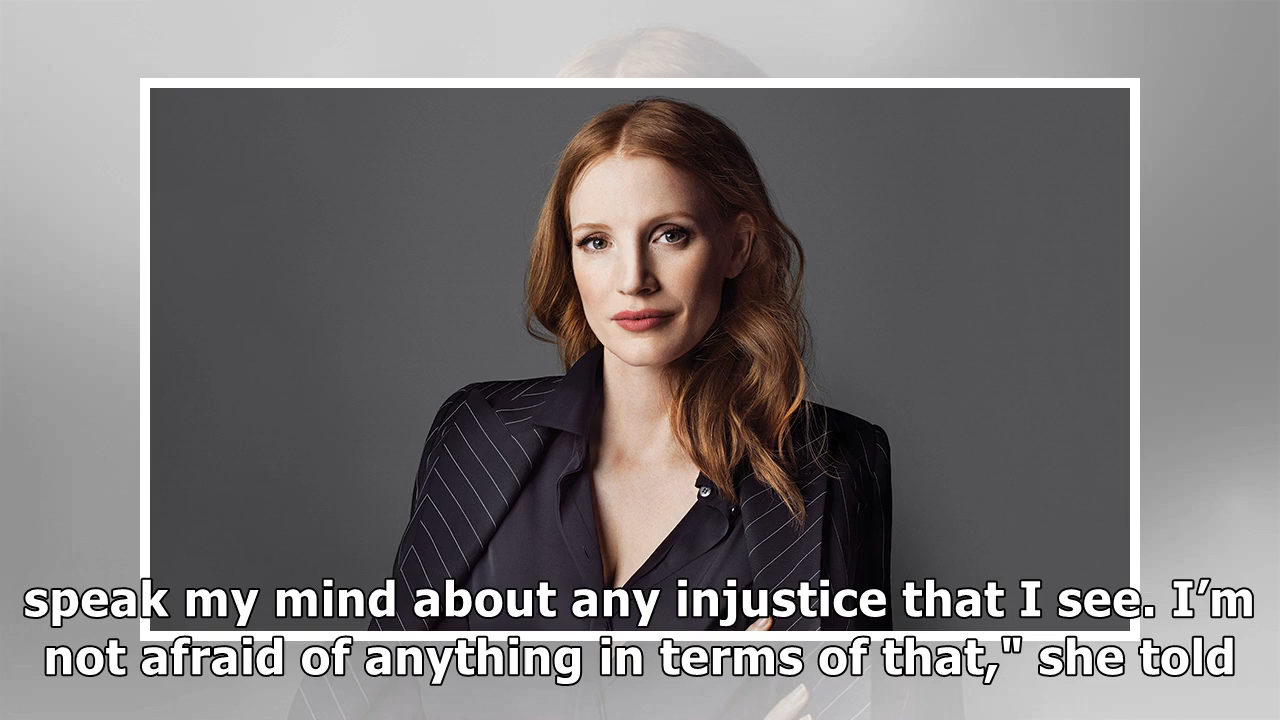 speak my mind about any injustice that I see. I’m
not afraid of anything in terms of that," she told